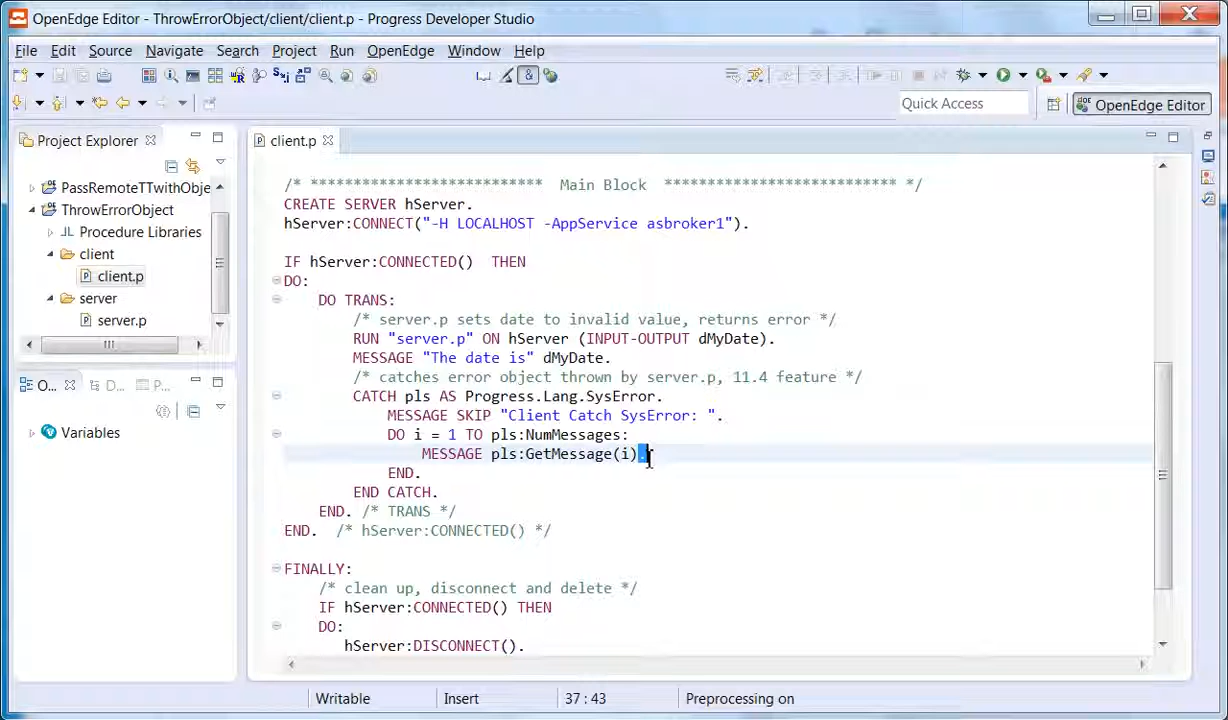 OpenEdge Editor - ThrowErrorObject/client/client.p - Progress Developer Studio
File Edit Source Navigate Search Project Run OpenEdge Window Help
Quick Access
OpenEdge Editor
Project Explorer
PassRemoteTTwithObje
ThrowErrorObject
Procedure Libraries
client
client.p
server
server.p
O... D... P...
Variables
client.p
/* *************************** Main Block *************************** */
CREATE SERVER hServer.
hServer:CONNECT("-H LOCALHOST -AppService asbroker1").
IF hServer:CONNECTED() THEN
DO:
DO TRANS:
/* server.p sets date to invalid value, returns error */
RUN "server.p" ON hServer (INPUT-OUTPUT dMyDate).
MESSAGE "The date is" dMyDate.
/* catches error object thrown by server.p, 11.4 feature */
CATCH pls AS Progress.Lang.SysError.
MESSAGE SKIP "Client Catch SysError: ".
DO i = 1 TO pls:NumMessages:
MESSAGE pls:GetMessage(i).
END.
END CATCH.
END. /* TRANS */
END. /* hServer:CONNECTED() */
FINALLY:
/* clean up, disconnect and delete */
IF hServer:CONNECTED() THEN
DO:
hServer:DISCONNECT().
Writable Insert 37 : 43 Preprocessing on